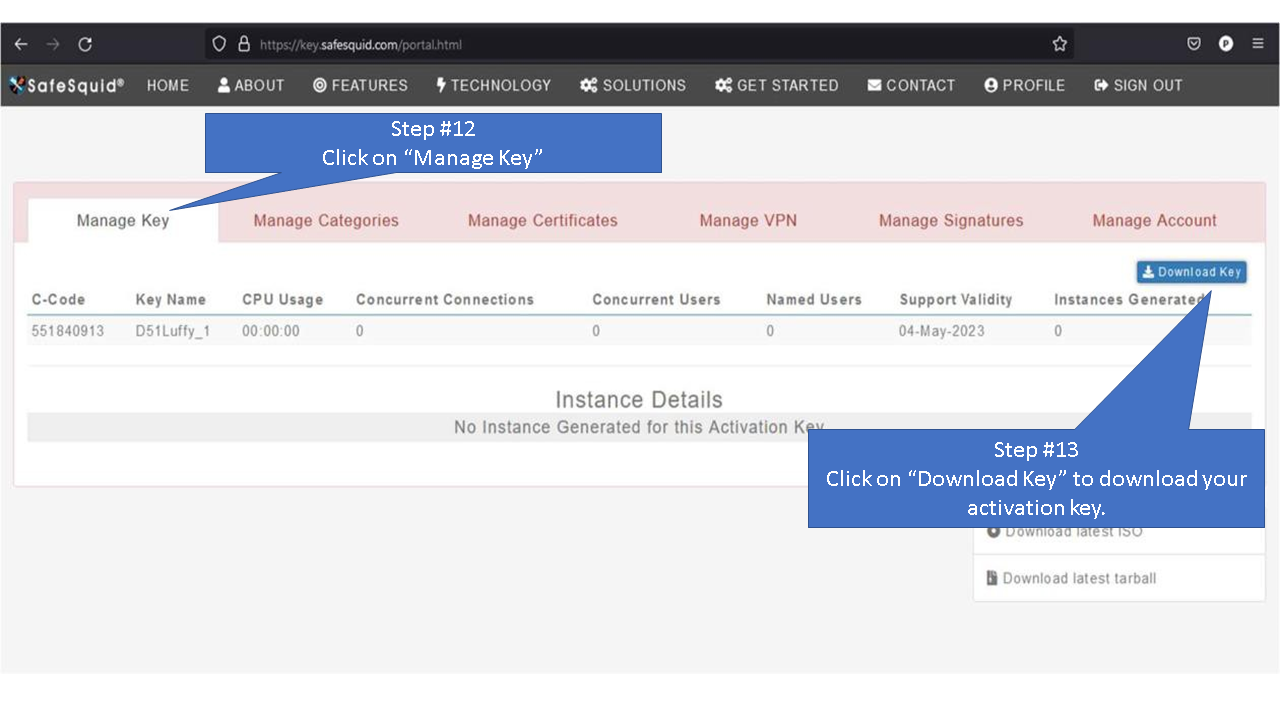 https://key.safesquid.com/portal.html
P
SafeSquid® HOME ABOUT FEATURES TECHNOLOGY SOLUTIONS GET STARTED CONTACT PROFILE SIGN OUT
Step #12
Click on “Manage Key”
Manage Key Manage Categories Manage Certificates Manage VPN Manage Signatures Manage Account
Download Key
C-Code Key Name CPU Usage Concurrent Connections Concurrent Users Named Users Support Validity Instances Generated
551840913 D51Luffy_1 00:00:00 0 0 0 04-May-2023 0
Instance Details
No Instance Generated for this Activation Key
Step #13
Click on “Download Key” to download your
activation key.
Download latest ISO
Download latest tarball